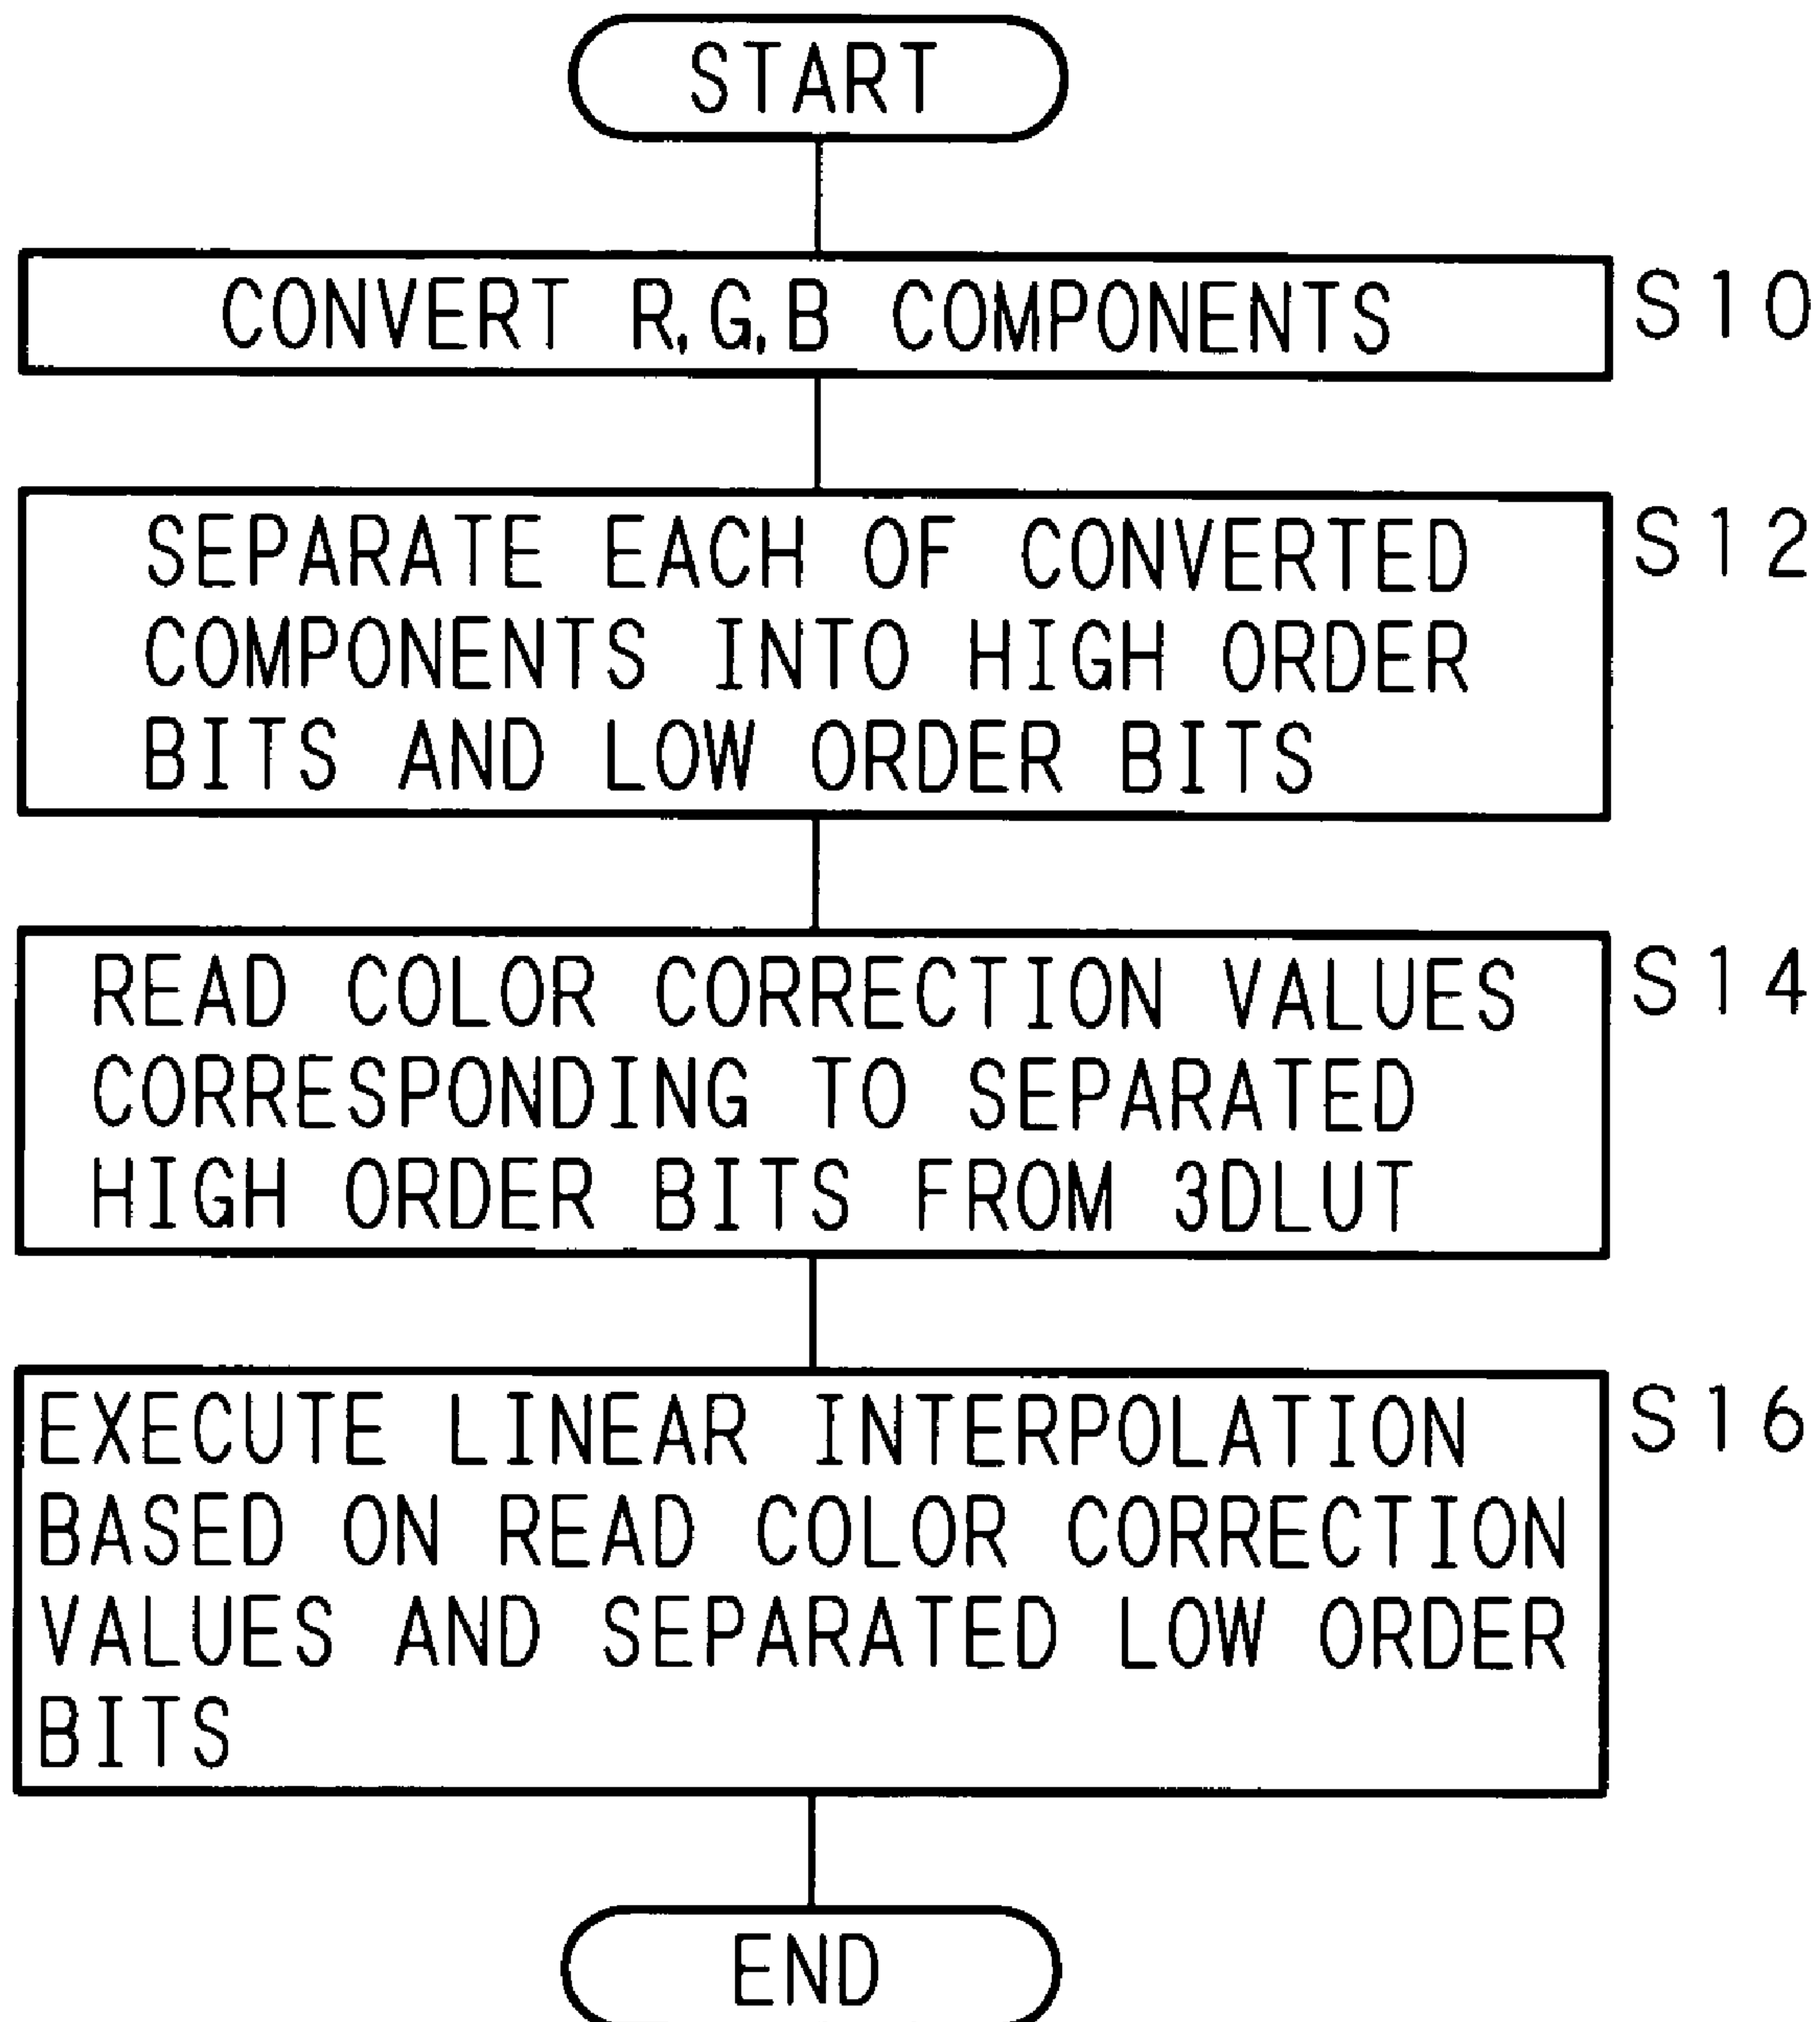 START
CONVERT R,G,B COMPONENTS S10
SEPARATE EACH OF CONVERTED S12
COMPONENTS INTO HIGH ORDER
BITS AND LOW ORDER BITS
READ COLOR CORRECTION VALUES S14
CORRESPONDING TO SEPARATED
HIGH ORDER BITS FROM 3DLUT
EXECUTE LINEAR INTERPOLATION S16
BASED ON READ COLOR CORRECTION
VALUES AND SEPARATED LOW ORDER
BITS
END